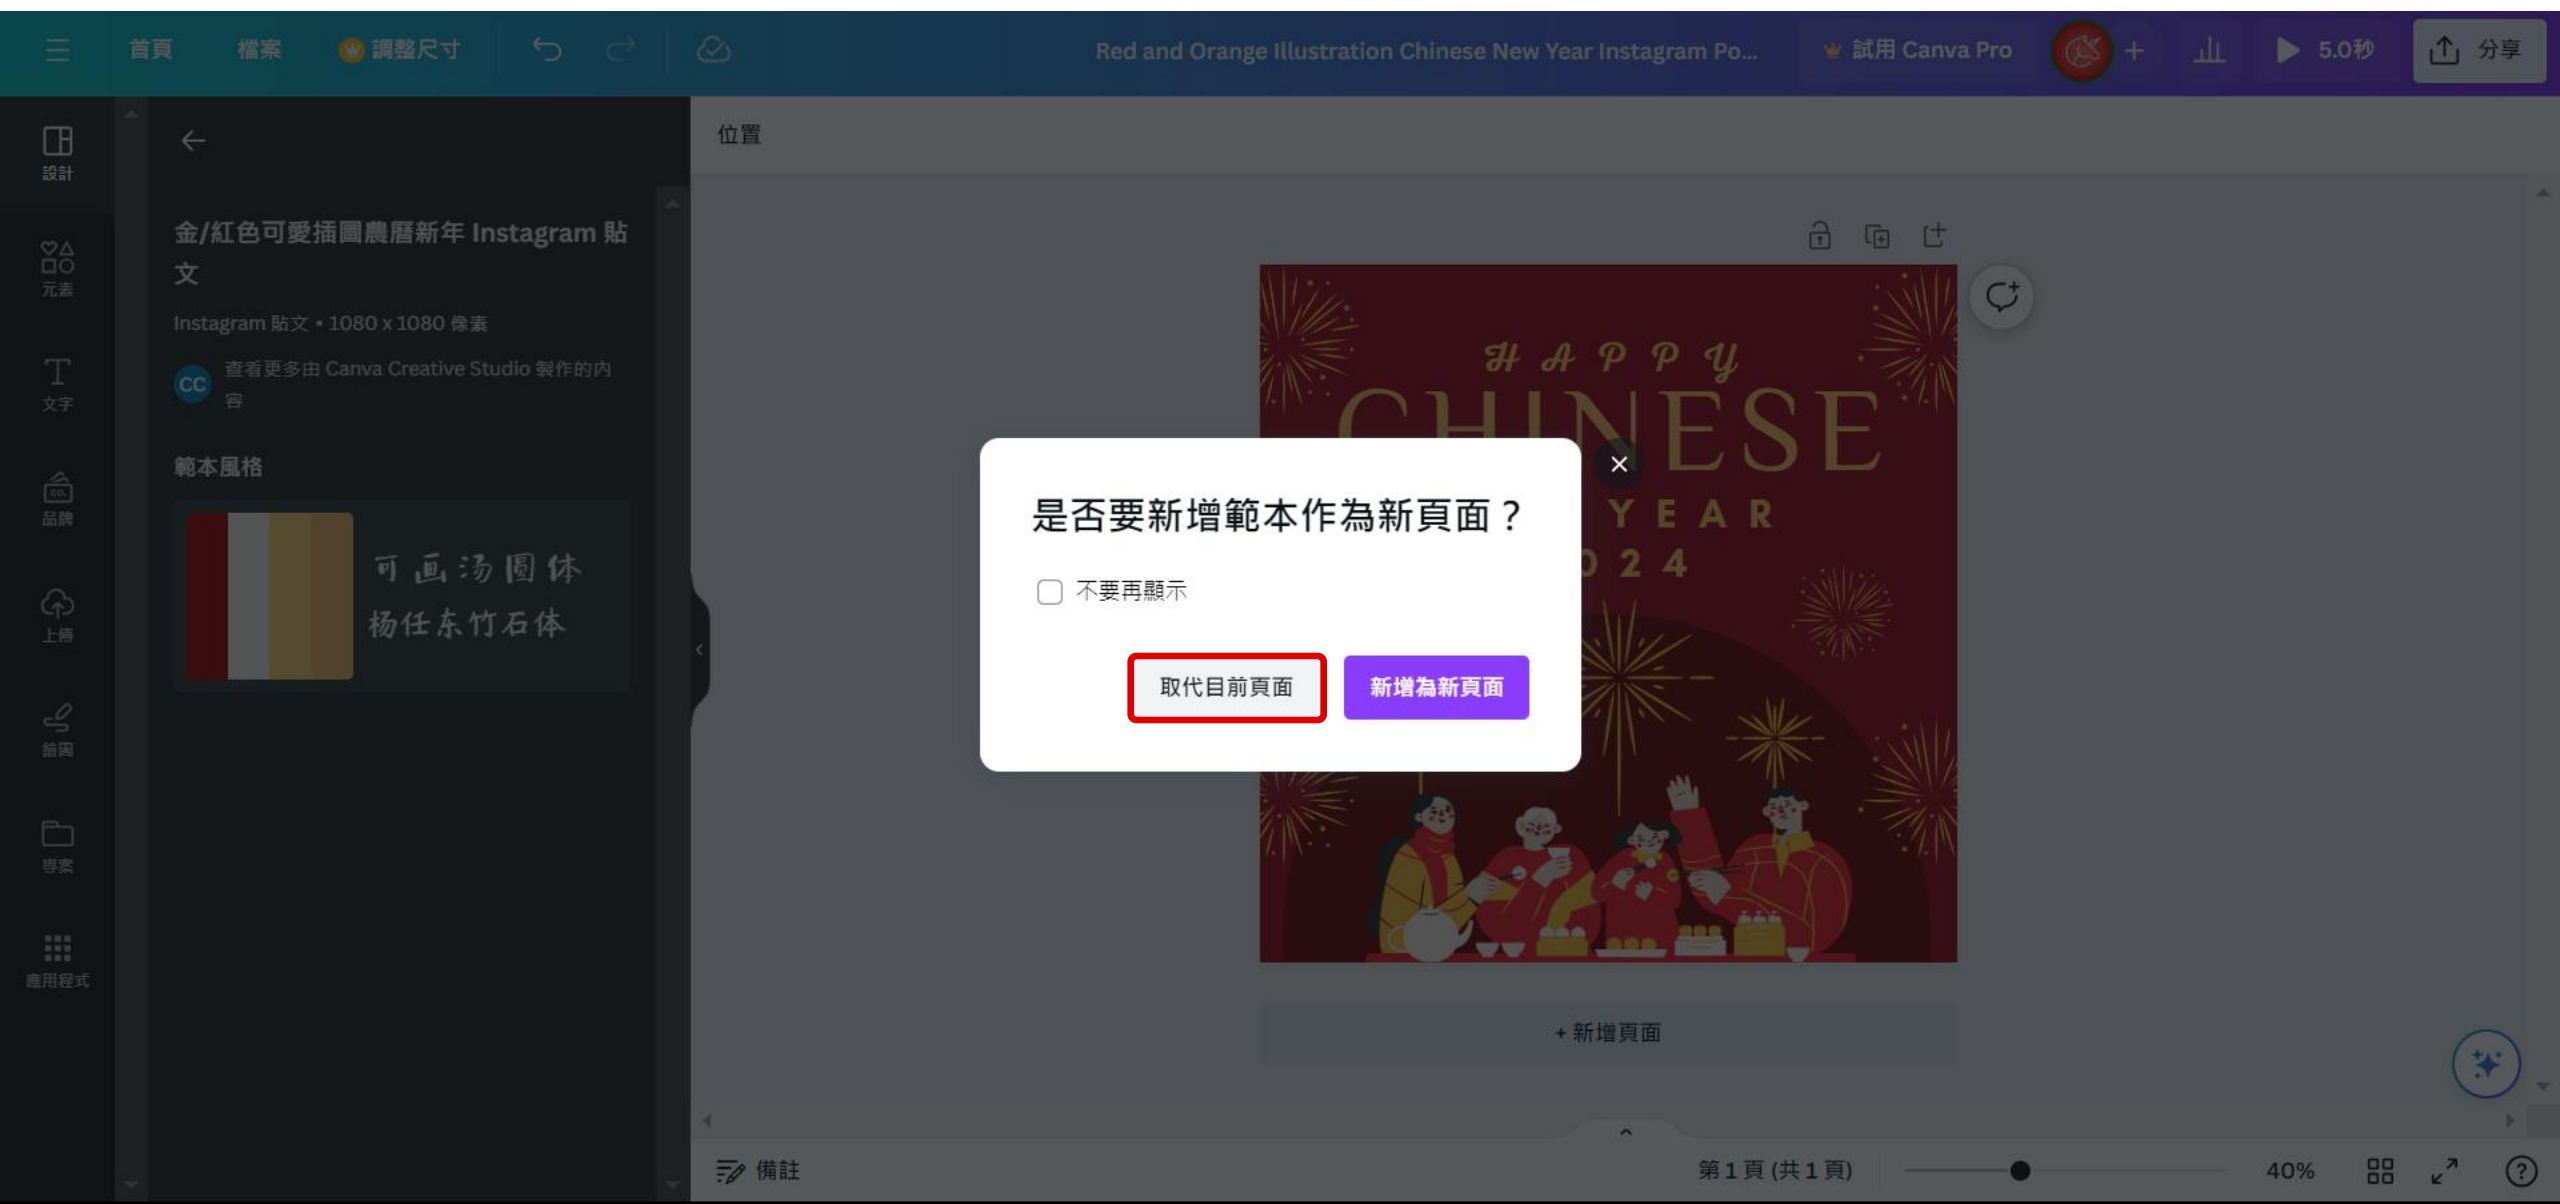 首頁
檔案
調整尺寸
Red and Orange Illustration Chinese New Year Instagram Po...
試用 Canva Pro
5.0秒
分享
設計
元素
文字
CO.
品牌
上傳
繪圖
專案
應用程式
金/紅色可愛插圖農曆新年 Instagram 貼
文
Instagram 貼文 • 1080 x 1080 像素
CC
查看更多由 Canva Creative Studio 製作的內
容
範本風格
可画汤圆体
杨任东竹石体
位置
HAPPY
CHINESE
YEAR
024
是否要新增範本作為新頁面？
不要再顯示
取代目前頁面
新增為新頁面
+ 新增頁面
備註
第 1 頁 (共 1 頁)
40%